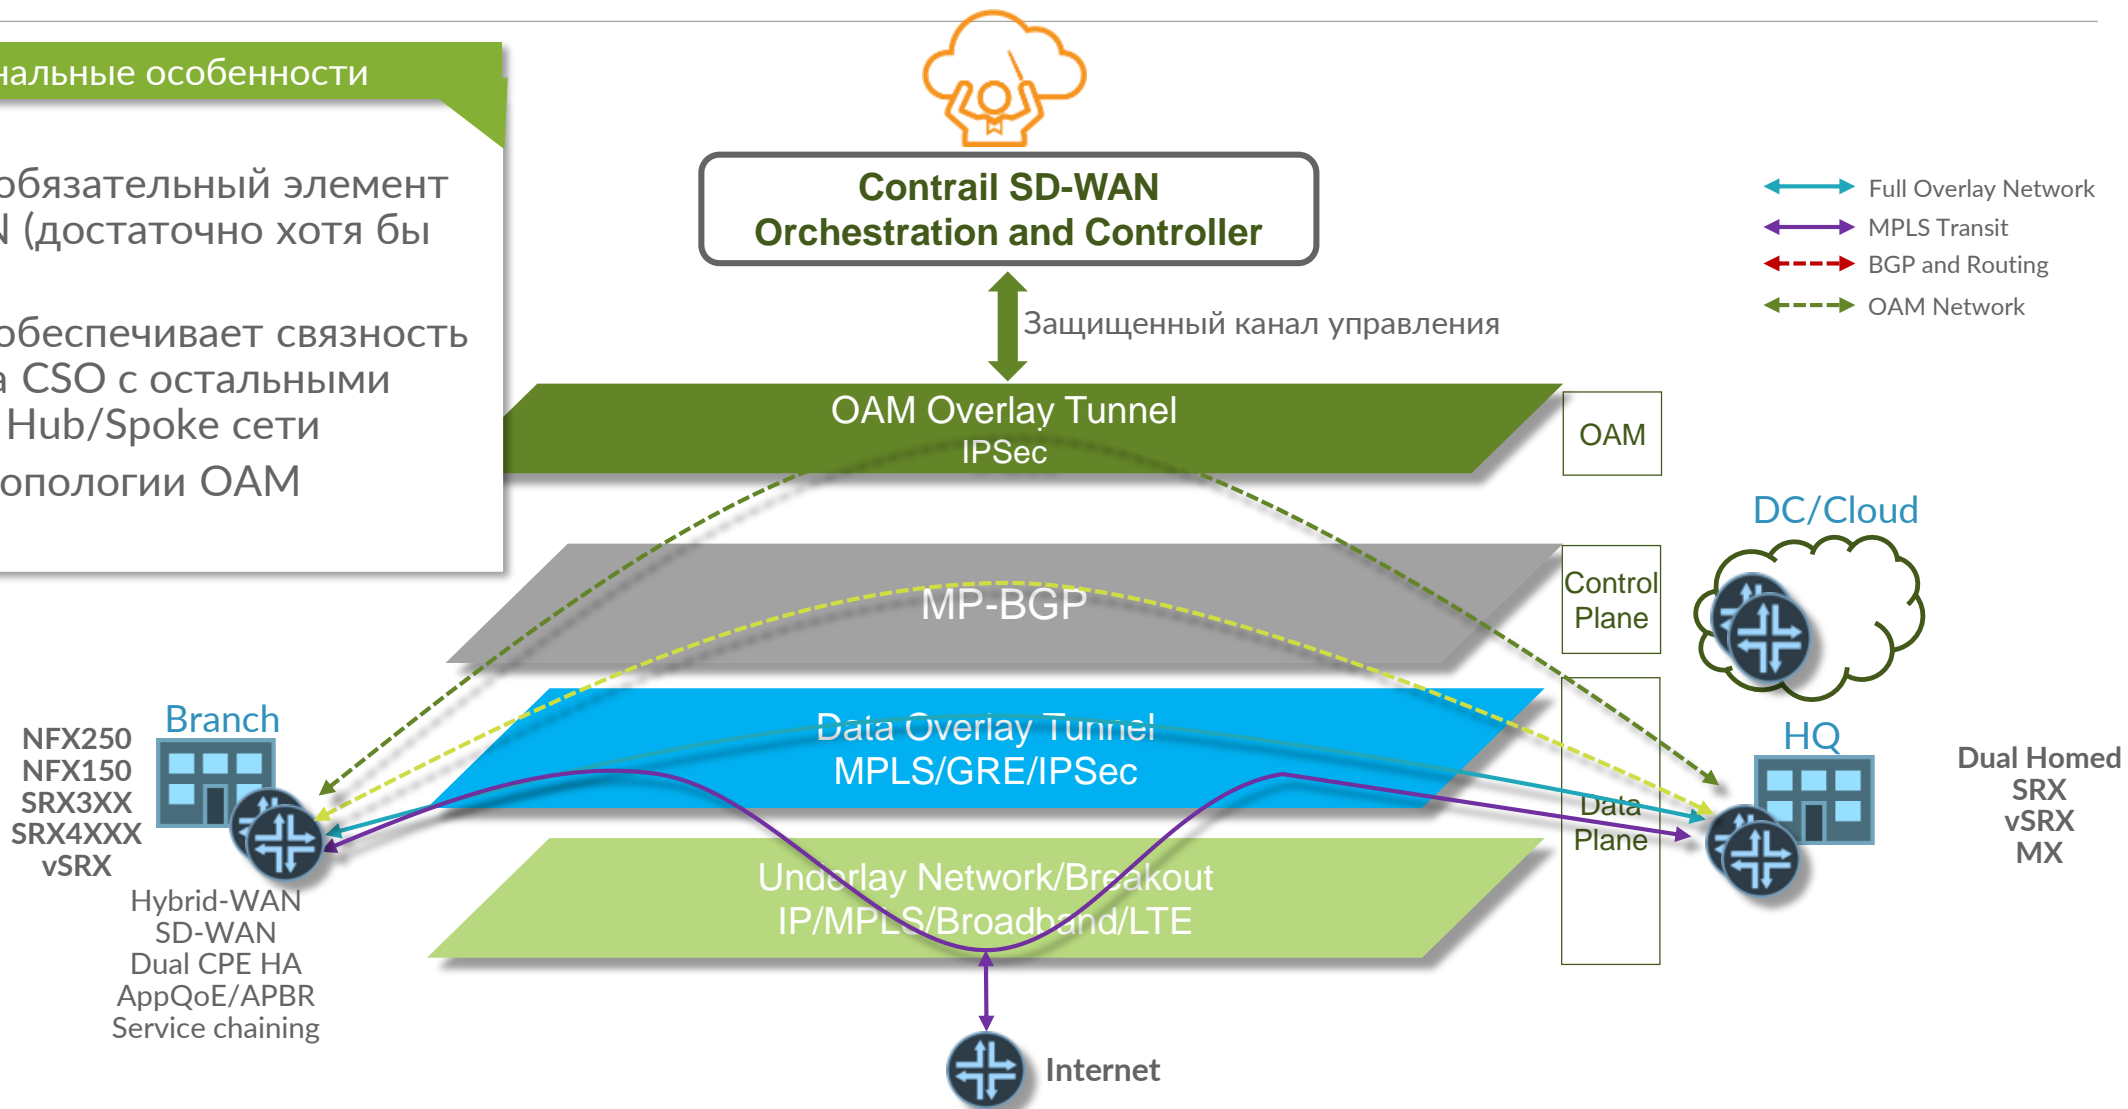 нальные особенности
обязательный элемент
N (достаточно хотя бы
обеспечивает связность
а CSO с остальными
Hub/Spoke сети
опологии OAM
Contrail SD-WAN
Orchestration and Controller
Защищенный канал управления
Full Overlay Network
MPLS Transit
BGP and Routing
OAM Network
OAM Overlay Tunnel
IPSec
OAM
MP-BGP
Control
Plane
DC/Cloud
Data Overlay Tunnel
MPLS/GRE/IPSec
Data
Plane
Underlay Network/Breakout
IP/MPLS/Broadband/LTE
Branch
NFX250
NFX150
SRX3XX
SRX4XXX
vSRX
Hybrid-WAN
SD-WAN
Dual CPE HA
AppQoE/APBR
Service chaining
HQ
Dual Homed
SRX
vSRX
MX
Internet